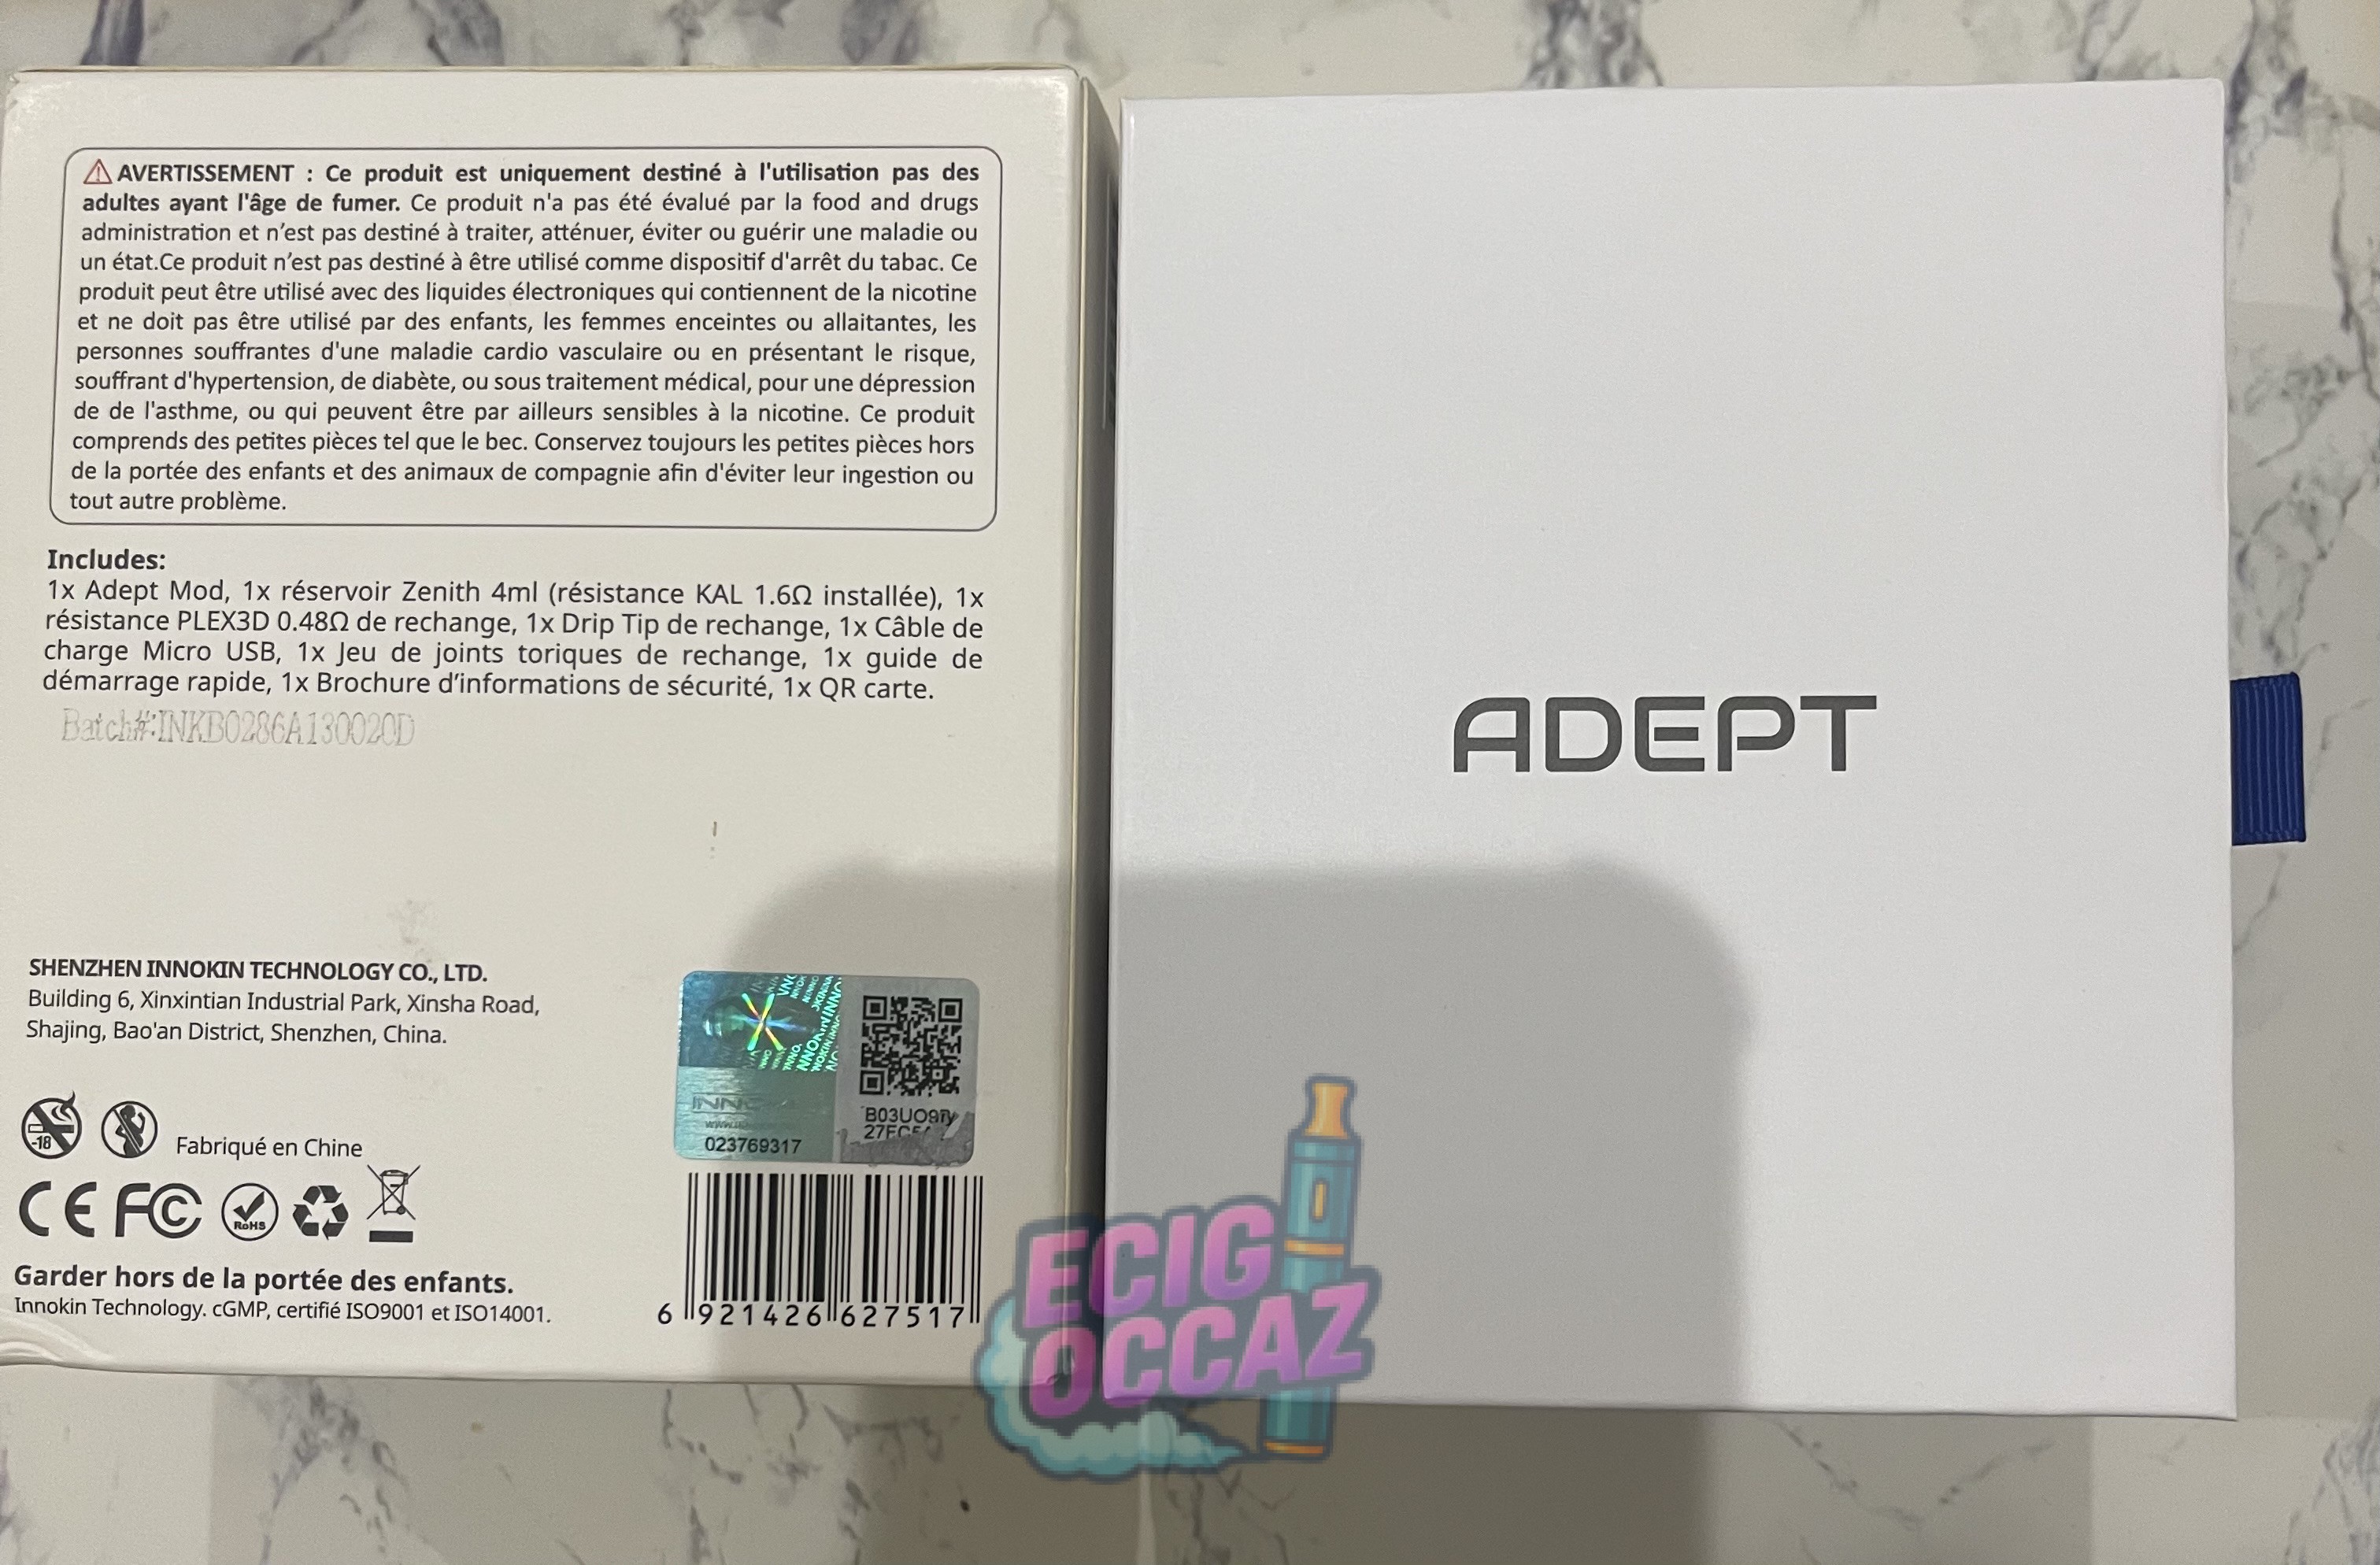 AVERTISSEMENT : Ce produit est uniquement destiné à l'utilisation pas des
adultes ayant l'âge de fumer. Ce produit n'a pas été évalué par la food and drugs
administration et n'est pas destiné à traiter, atténuer, éviter ou guérir une maladie ou
un état.Ce produit n'est pas destiné à être utilisé comme dispositif d'arrêt du tabac. Ce
produit peut être utilisé avec des liquides électroniques qui contiennent de la nicotine
et ne doit pas être utilisé par des enfants, les femmes enceintes ou allaitantes, les
personnes souffrantes d'une maladie cardio vasculaire ou en présentant le risque,
souffrant d'hypertension, de diabète, ou sous traitement médical, pour une dépression
de de l'asthme, ou qui peuvent être par ailleurs sensibles à la nicotine. Ce produit
comprends des petites pièces tel que le bec. Conservez toujours les petites pièces hors
de la portée des enfants et des animaux de compagnie afin d'éviter leur ingestion ou
tout autre problème.
Includes:
1x Adept Mod, 1x réservoir Zenith 4ml (résistance KAL 1.6Ω installée), 1x
résistance PLEX3D 0.48Ω de rechange, 1x Drip Tip de rechange, 1x Câble de
charge Micro USB, 1x Jeu de joints toriques de rechange, 1x guide de
démarrage rapide, 1x Brochure d'informations de sécurité, 1x QR carte.
Batch#:INKB0286A130020D
SHENZHEN INNOKIN TECHNOLOGY CO., LTD.
Building 6, Xinxintian Industrial Park, Xinsha Road,
Shajing, Bao'an District, Shenzhen, China.
023769317
-18
Fabriqué en Chine
CE FC RoHS
Garder hors de la portée des enfants.
Innokin Technology. cGMP, certifié ISO9001 et ISO14001.
6 921426 627517
ADEPT
ECIG
OCCAZ